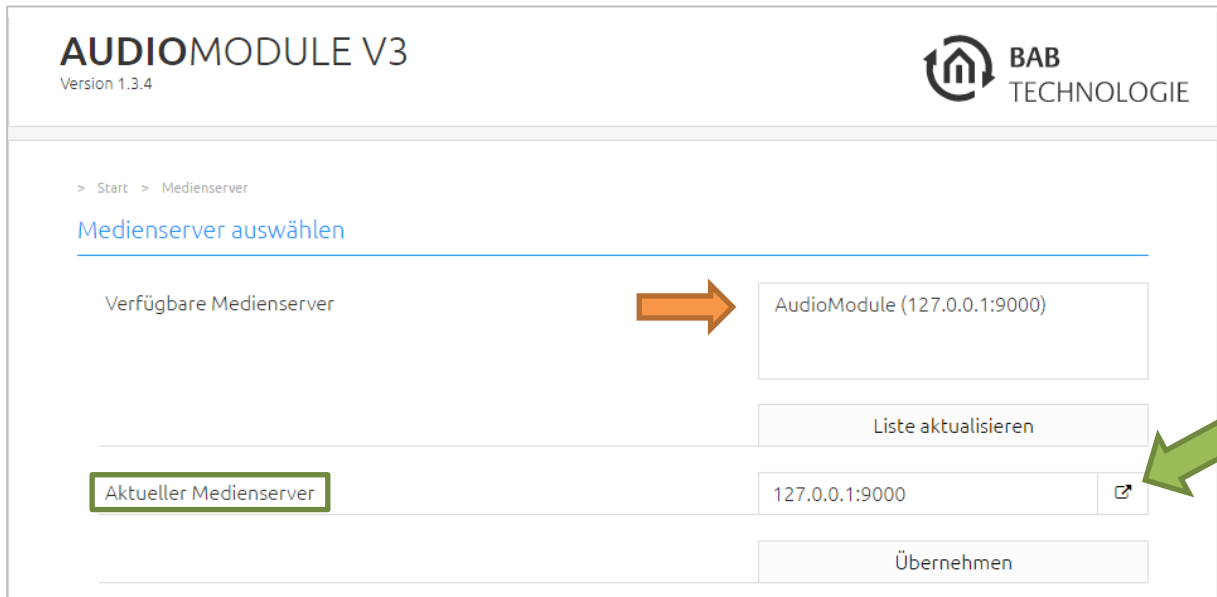 AUDIOMODULE V3
Version 1.3.4
BAB
TECHNOLOGIE
> Start > Medienserver
Medienserver auswählen
Verfügbare Medienserver
AudioModule (127.0.0.1:9000)
Liste aktualisieren
Aktueller Medienserver
127.0.0.1:9000
Übernehmen